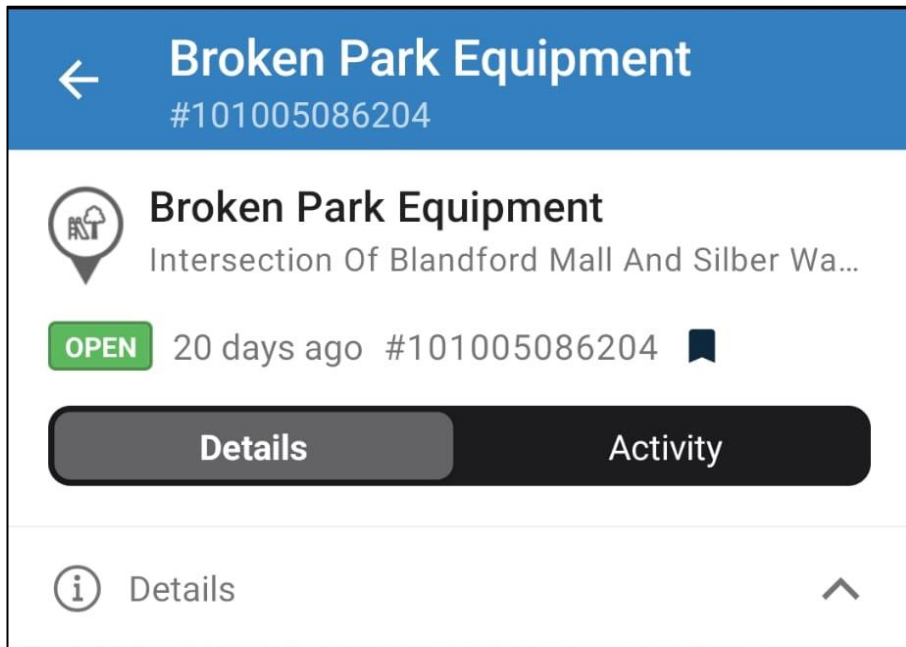 Broken Park Equipment
#101005086204
Broken Park Equipment
Intersection Of Blandford Mall And Silber Wa...
OPEN 20 days ago #101005086204
Details Activity
Details